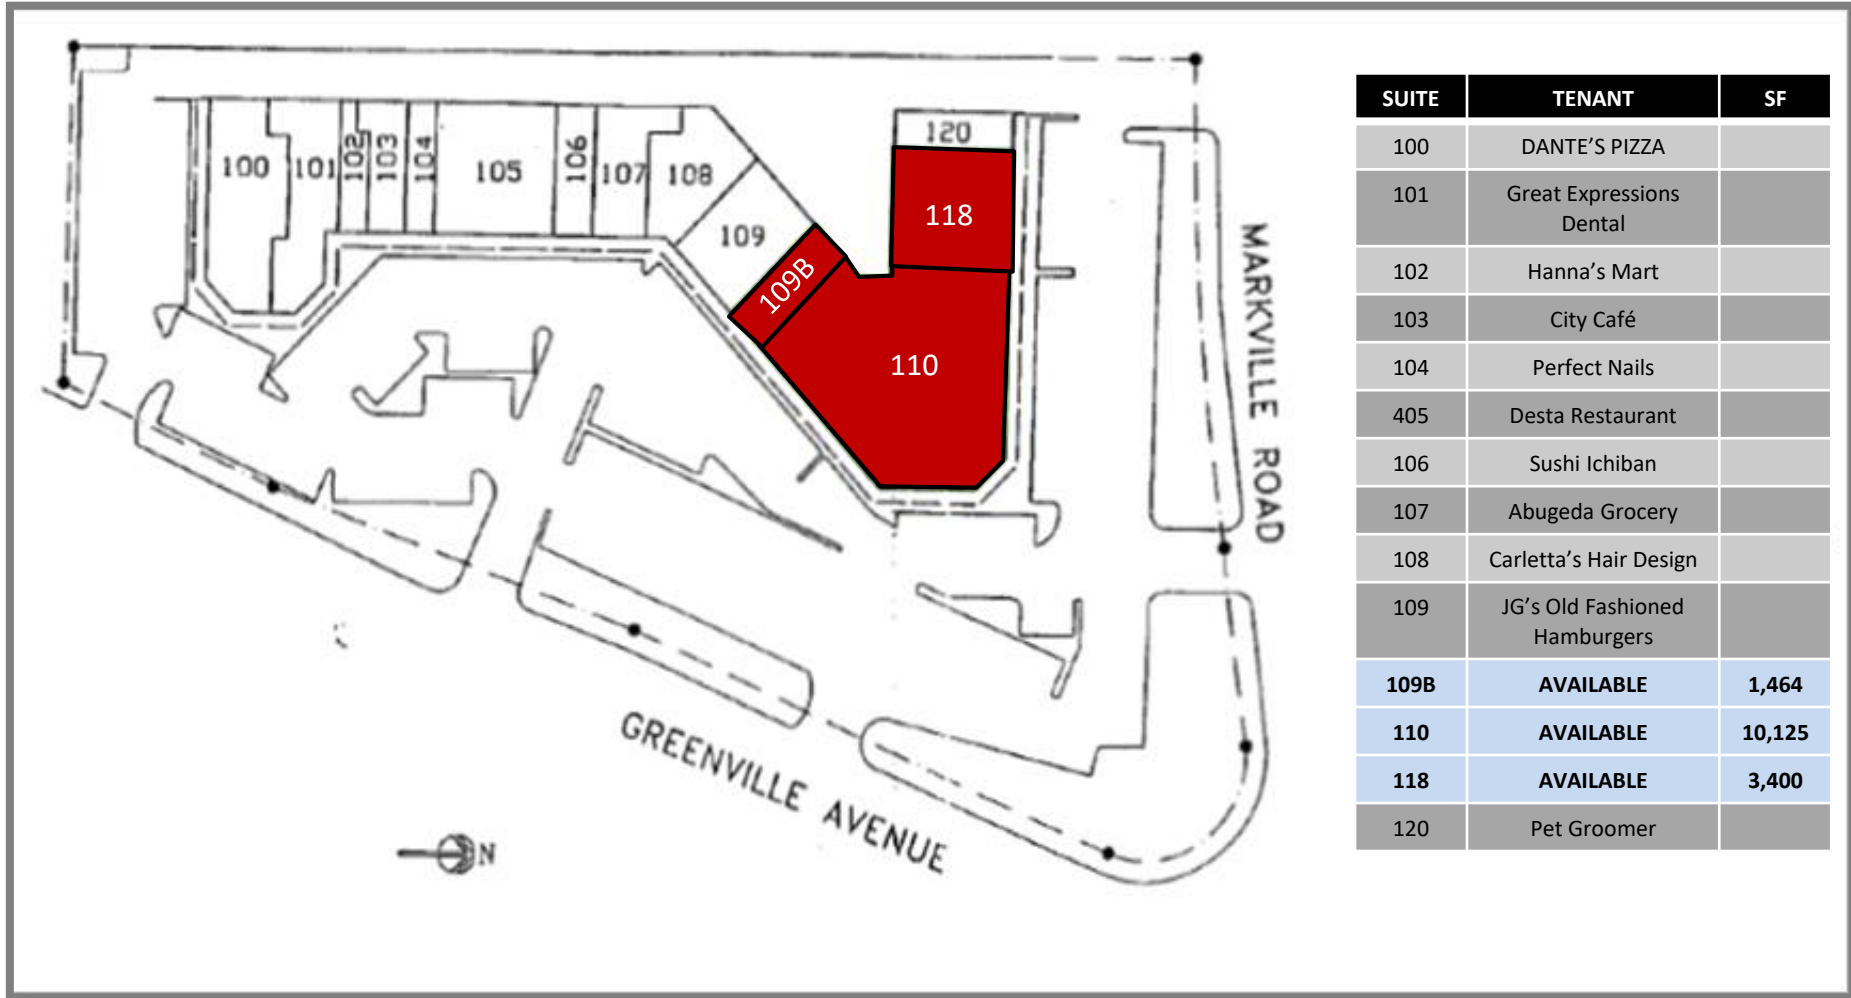 100
101
102
103
104
105
106
107
108
109
109B
110
118
120
MARKVILLE ROAD
GREENVILLE AVENUE
N
SUITE TENANT SF
100 DANTE’S PIZZA
101 Great Expressions
Dental
102 Hanna’s Mart
103 City Café
104 Perfect Nails
405 Desta Restaurant
106 Sushi Ichiban
107 Abugeda Grocery
108 Carletta’s Hair Design
109 JG’s Old Fashioned
Hamburgers
109B AVAILABLE 1,464
110 AVAILABLE 10,125
118 AVAILABLE 3,400
120 Pet Groomer